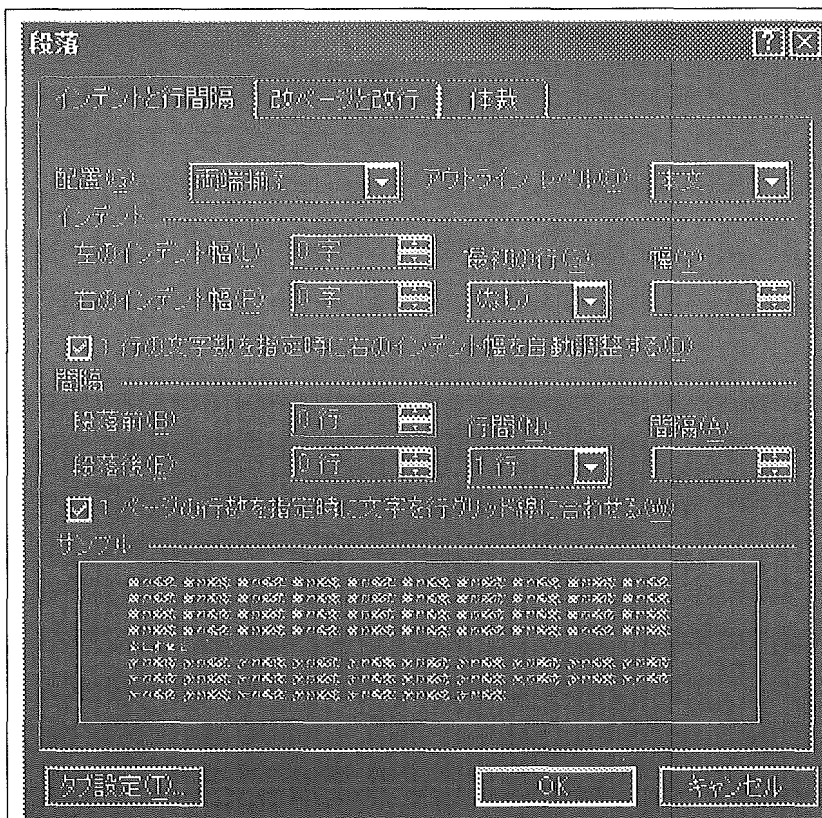 段落
インデントと行間隔 改ページと改行 体裁
配置(G) 両端揃え アウトライン レベル(O) 本文
インデント
左のインデント幅(L) 0 字 最初の行(S) 幅(Y)
右のインデント幅(R) 0 字 (なし)
1 行の文字数を指定時に右のインデント幅を自動調整する(D)
間隔
段落前(B) 0 行 行間(N) 間隔(A)
段落後(F) 0 行 1 行
1 ページの行数を指定時に文字を行グリッド線に合わせる(W)
サンプル
タブ設定(T)... OK キャンセル